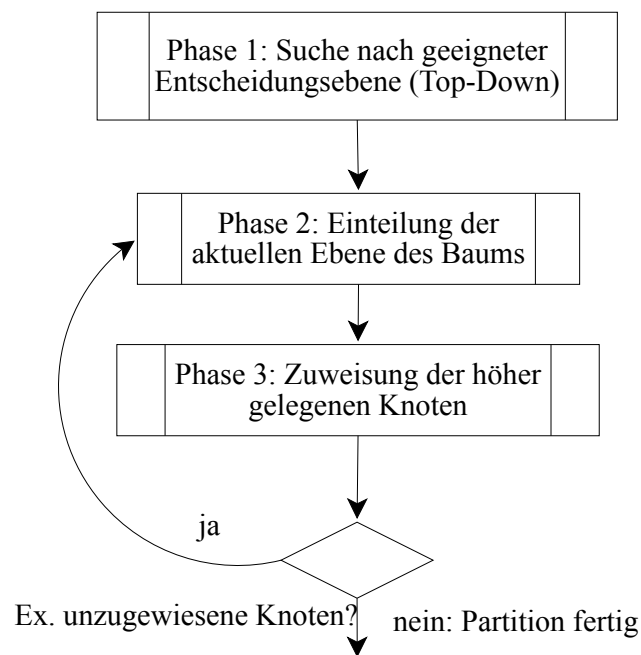 Phase 1: Suche nach geeigneter
Entscheidungsebene (Top-Down)
Phase 2: Einteilung der
aktuellen Ebene des Baums
Phase 3: Zuweisung der höher
gelegenen Knoten
ja
Ex. unzugewiesene Knoten?
nein: Partition fertig